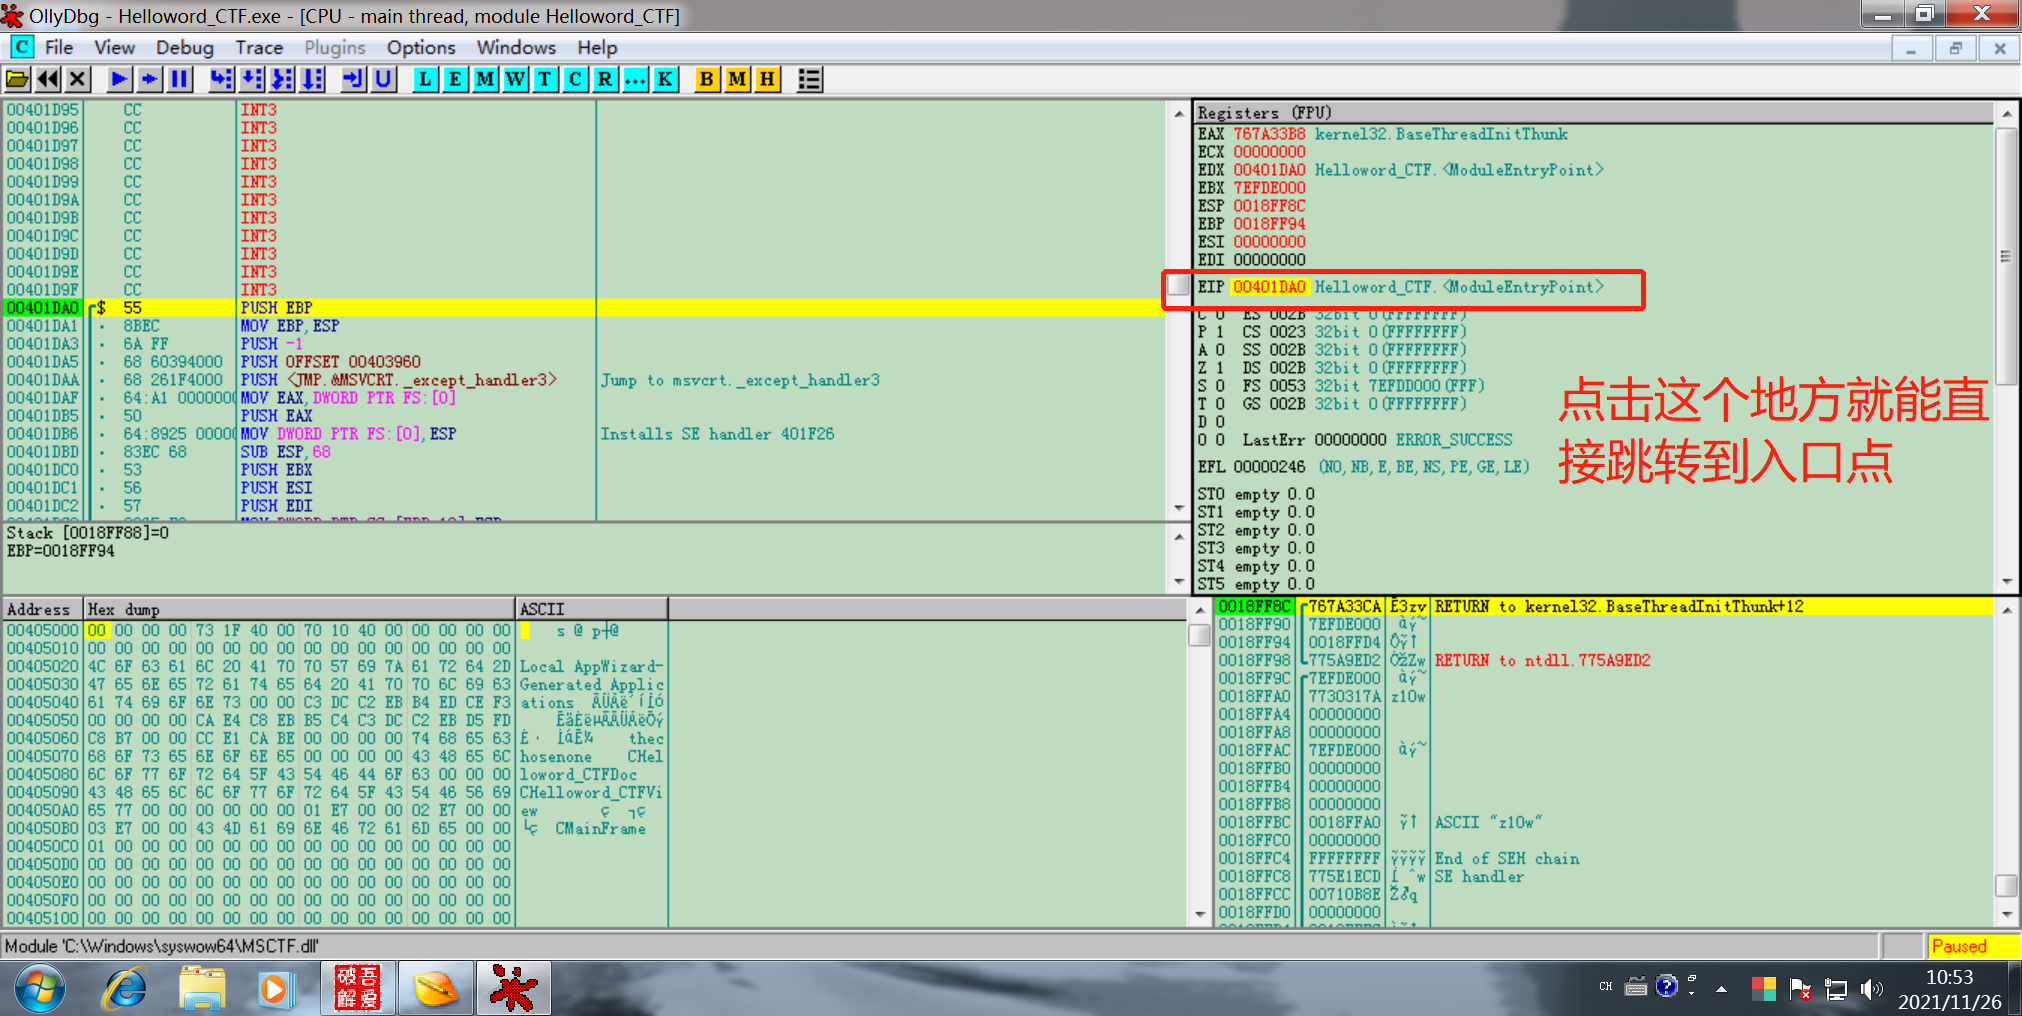 OllyDbg - Helloword_CTF.exe - [CPU - main thread, module Helloword_CTF]
C File View Debug Trace Plugins Options Windows Help
U L E M W T C R ... K B M H
00401D95 CC INT3
00401D96 CC INT3
00401D97 CC INT3
00401D98 CC INT3
00401D99 CC INT3
00401D9A CC INT3
00401D9B CC INT3
00401D9C CC INT3
00401D9D CC INT3
00401D9E CC INT3
00401D9F CC INT3
00401DA0 $ 55 PUSH EBP
00401DA1 . 8BEC MOV EBP,ESP
00401DA3 . 6A FF PUSH -1
00401DA5 . 68 60394000 PUSH OFFSET 00403960
00401DAA . 68 261F4000 PUSH <JMP.&MSVCRT._except_handler3> Jump to msvcrt._except_handler3
00401DAF . 64:A1 0000000 MOV EAX,DWORD PTR FS:[0]
00401DB5 . 50 PUSH EAX
00401DB6 . 64:8925 00000 MOV DWORD PTR FS:[0],ESP Installs SE handler 401F26
00401DBD . 83EC 68 SUB ESP,68
00401DC0 . 53 PUSH EBX
00401DC1 . 56 PUSH ESI
00401DC2 . 57 PUSH EDI
Stack [0018FF88]=0
EBP=0018FF94
Registers (FPU)
EAX 767A33B8 kernel32.BaseThreadInitThunk
ECX 00000000
EDX 00401DA0 Helloword_CTF.<ModuleEntryPoint>
EBX 7EFDE000
ESP 0018FF8C
EBP 0018FF94
ESI 00000000
EDI 00000000
EIP 00401DA0 Helloword_CTF.<ModuleEntryPoint>
C 0 ES 002B 32bit 0(FFFFFFFF)
P 1 CS 0023 32bit 0(FFFFFFFF)
A 0 SS 002B 32bit 0(FFFFFFFF)
Z 1 DS 002B 32bit 0(FFFFFFFF)
S 0 FS 0053 32bit 7EFDD000(FFF)
T 0 GS 002B 32bit 0(FFFFFFFF)
D 0
O 0 LastErr 00000000 ERROR_SUCCESS
EFL 00000246 (NO,NB,E,BE,NS,PE,GE,LE)
ST0 empty 0.0
ST1 empty 0.0
ST2 empty 0.0
ST3 empty 0.0
ST4 empty 0.0
ST5 empty 0.0
点击这个地方就能直
接跳转到入口点
Address Hex dump ASCII
00405000 00 00 00 00 73 1F 40 00 70 10 40 00 00 00 00 00 s @ p @
00405010 00 00 00 00 00 00 00 00 00 00 00 00 00 00 00 00
00405020 4C 6F 63 61 6C 20 41 70 70 57 69 7A 61 72 64 2D Local AppWizard-
00405030 47 65 6E 65 72 61 74 65 64 20 41 70 70 6C 69 63 Generated Applic
00405040 61 74 69 6F 6E 73 00 00 C3 DC C2 EB B4 ED CE F3 ations ÃÜÂë´íÎó
00405050 00 00 00 00 CA E4 C8 EB B5 C4 C3 DC C2 EB D5 FD ÊäÈëµÄÃÜÂëÕý
00405060 C8 B7 00 00 CC E1 CA BE 00 00 00 00 74 68 65 63 È· ÌáÊ¾ thec
00405070 68 6F 73 65 6E 6F 6E 65 00 00 00 00 43 48 65 6C hosenone CHel
00405080 6C 6F 77 6F 72 64 5F 43 54 46 44 6F 63 00 00 00 loword_CTFDoc
00405090 43 48 65 6C 6C 6F 77 6F 72 64 5F 43 54 46 56 69 CHelloword_CTFVi
004050A0 65 77 00 00 00 00 00 00 01 E7 00 00 02 E7 00 00 ew ç ¬ç
004050B0 03 E7 00 00 43 4D 61 69 6E 46 72 61 6D 65 00 00 ç CMainFrame
004050C0 01 00 00 00 00 00 00 00 00 00 00 00 00 00 00 00
004050D0 00 00 00 00 00 00 00 00 00 00 00 00 00 00 00 00
004050E0 00 00 00 00 00 00 00 00 00 00 00 00 00 00 00 00
004050F0 00 00 00 00 00 00 00 00 00 00 00 00 00 00 00 00
00405100 00 00 00 00 00 00 00 00 00 00 00 00 00 00 00 00
0018FF8C 767A33CA Ê3zv RETURN to kernel32.BaseThreadInitThunk+12
0018FF90 7EFDE000 àý~
0018FF94 0018FFD4 Ôÿ↑
0018FF98 775A9ED2 ÒžZw RETURN to ntdll.775A9ED2
0018FF9C 7EFDE000 àý~
0018FFA0 7730317A z10w
0018FFA4 00000000
0018FFA8 00000000
0018FFAC 7EFDE000 àý~
0018FFB0 00000000
0018FFB4 00000000
0018FFB8 00000000
0018FFBC 0018FFA0 ÿ↑ ASCII "z10w"
0018FFC0 00000000
0018FFC4 FFFFFFFF ÿÿÿÿ End of SEH chain
0018FFC8 775E1ECD Í ^w SE handler
0018FFCC 00710B8E Ž♂q
0018FFD0 00000000
Module 'C:\Windows\syswow64\MSCTF.dll'
Paused
吾爱破解
CH
10:53
2021/11/26